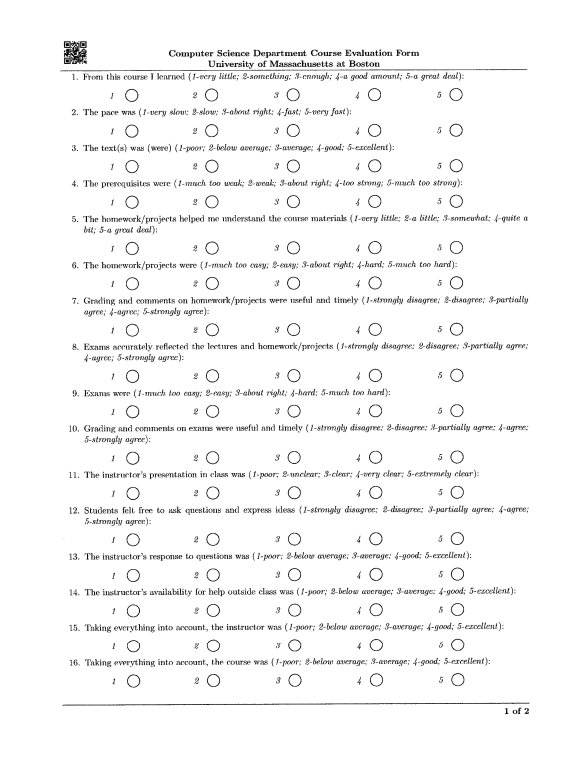 Computer Science Department Course Evaluation Form
University of Massachusetts at Boston
1. From this course I learned (1-very little; 2-something; 3-enough; 4-a good amount; 5-a great deal):
1 2 3 4 5
2. The pace was (1-very slow; 2-slow; 3-about right; 4-fast; 5-very fast):
1 2 3 4 5
3. The text(s) was (were) (1-poor; 2-below average; 3-average; 4-good; 5-excellent):
1 2 3 4 5
4. The prerequisites were (1-much too weak; 2-weak; 3-about right; 4-too strong; 5-much too strong):
1 2 3 4 5
5. The homework/projects helped me understand the course materials (1-very little; 2-a little; 3-somewhat; 4-quite a
bit; 5-a great deal):
1 2 3 4 5
6. The homework/projects were (1-much too easy; 2-easy; 3-about right; 4-hard; 5-much too hard):
1 2 3 4 5
7. Grading and comments on homework/projects were useful and timely (1-strongly disagree; 2-disagree; 3-partially
agree; 4-agree; 5-strongly agree):
1 2 3 4 5
8. Exams accurately reflected the lectures and homework/projects (1-strongly disagree; 2-disagree; 3-partially agree;
4-agree; 5-strongly agree):
1 2 3 4 5
9. Exams were (1-much too easy; 2-easy; 3-about right; 4-hard; 5-much too hard):
1 2 3 4 5
10. Grading and comments on exams were useful and timely (1-strongly disagree; 2-disagree; 3-partially agree; 4-agree;
5-strongly agree):
1 2 3 4 5
11. The instructor's presentation in class was (1-poor; 2-unclear; 3-clear; 4-very clear; 5-extremely clear):
1 2 3 4 5
12. Students felt free to ask questions and express ideas (1-strongly disagree; 2-disagree; 3-partially agree; 4-agree;
5-strongly agree):
1 2 3 4 5
13. The instructor's response to questions was (1-poor; 2-below average; 3-average; 4-good; 5-excellent):
1 2 3 4 5
14. The instructor's availability for help outside class was (1-poor; 2-below average; 3-average; 4-good; 5-excellent):
1 2 3 4 5
15. Taking everything into account, the instructor was (1-poor; 2-below average; 3-average; 4-good; 5-excellent):
1 2 3 4 5
16. Taking everything into account, the course was (1-poor; 2-below average; 3-average; 4-good; 5-excellent):
1 2 3 4 5
1 of 2